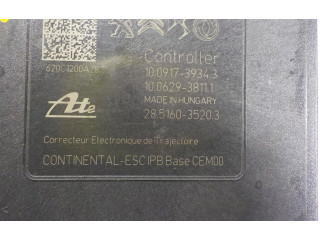 Controller
10.0917-3934.3
10.0629-3811.1
MADE IN HUNGARY
28.5160-3520.3
Ate
Correcteur Electronique de Trajectoire
CONTINENTAL-ESC IPB Base CEM00